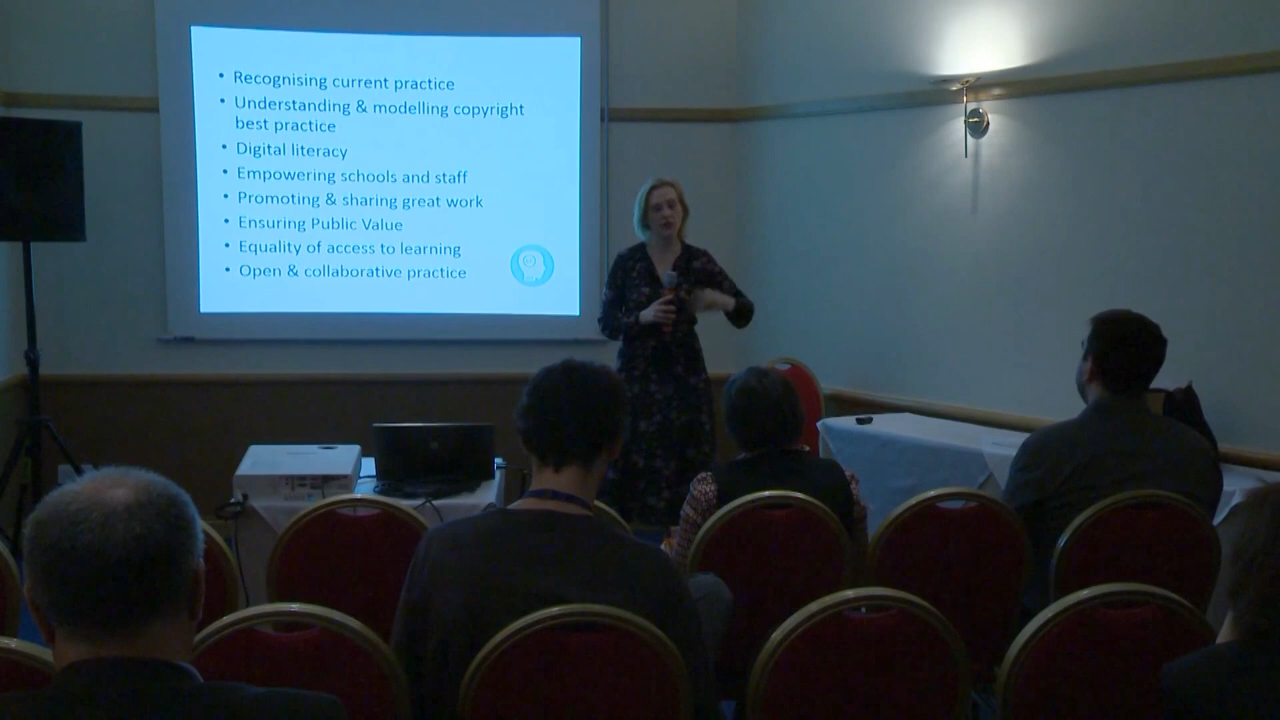 • Recognising current practice
• Understanding & modelling copyright
best practice
• Digital literacy
• Empowering schools and staff
• Promoting & sharing great work
• Ensuring Public Value
• Equality of access to learning
• Open & collaborative practice